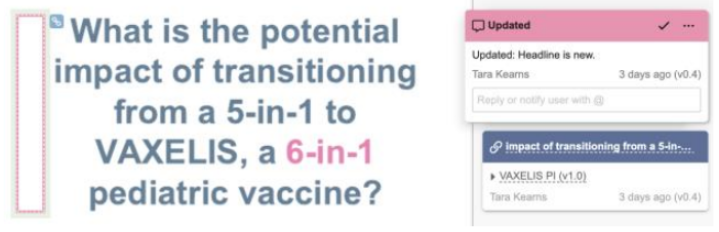 What is the potential
impact of transitioning
from a 5-in-1 to
VAXELIS, a 6-in-1
pediatric vaccine?
Updated
Updated: Headline is new.
Tara Kearns 3 days ago (v0.4)
Reply or notify user with @
impact of transitioning from a 5-in-...
VAXELIS PI (v1.0)
Tara Kearns 3 days ago (v0.4)